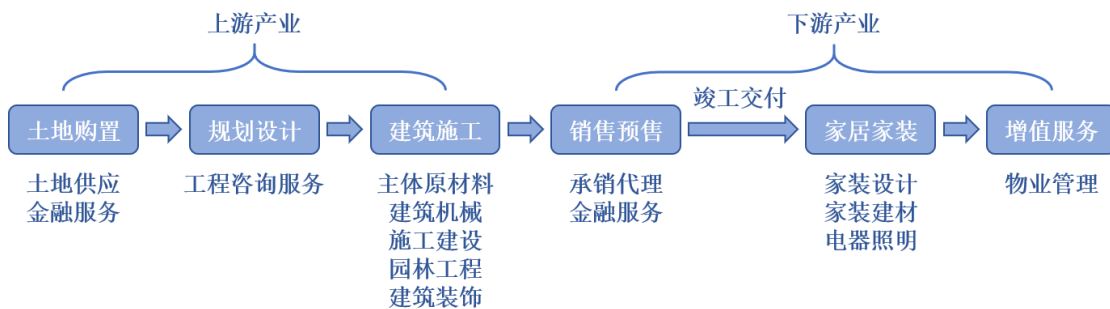 上游产业
下游产业
竣工交付
土地购置
规划设计
建筑施工
销售预售
家居家装
增值服务
土地供应
金融服务
工程咨询服务
主体原材料
建筑机械
施工建设
园林工程
建筑装饰
承销代理
金融服务
家装设计
家装建材
电器照明
物业管理